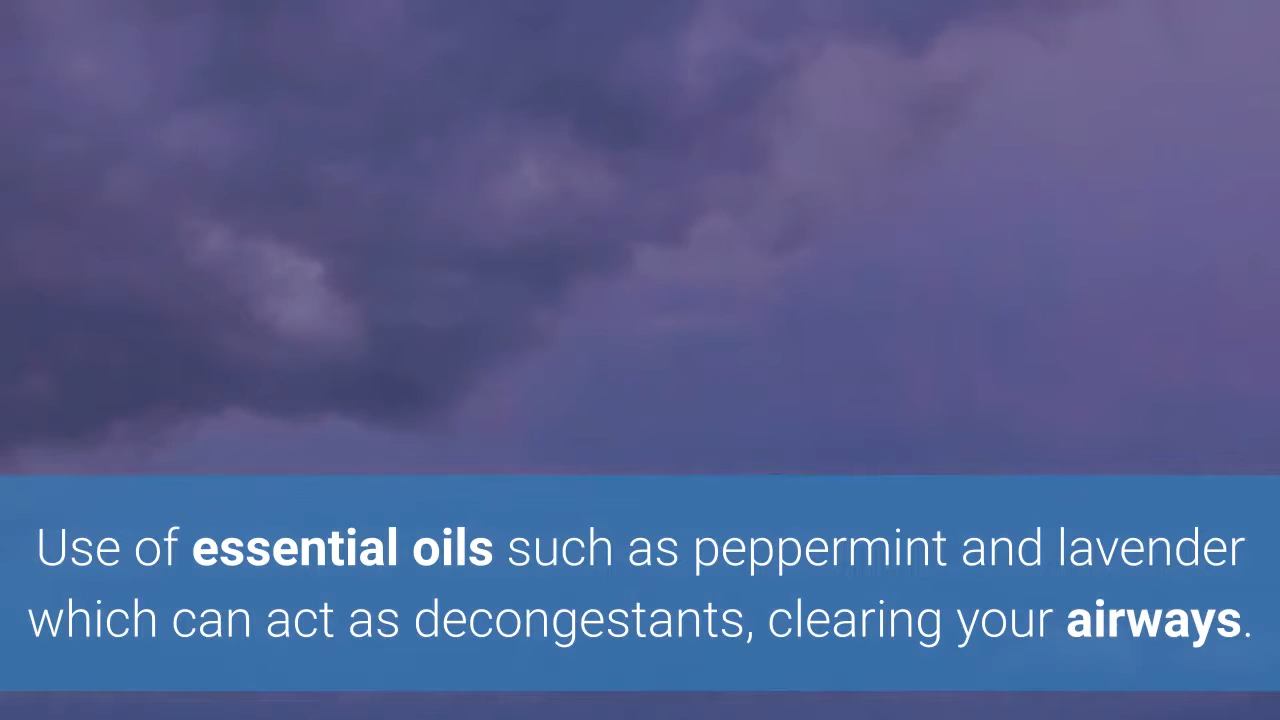 Use of essential oils such as peppermint and lavender
which can act as decongestants, clearing your airways.